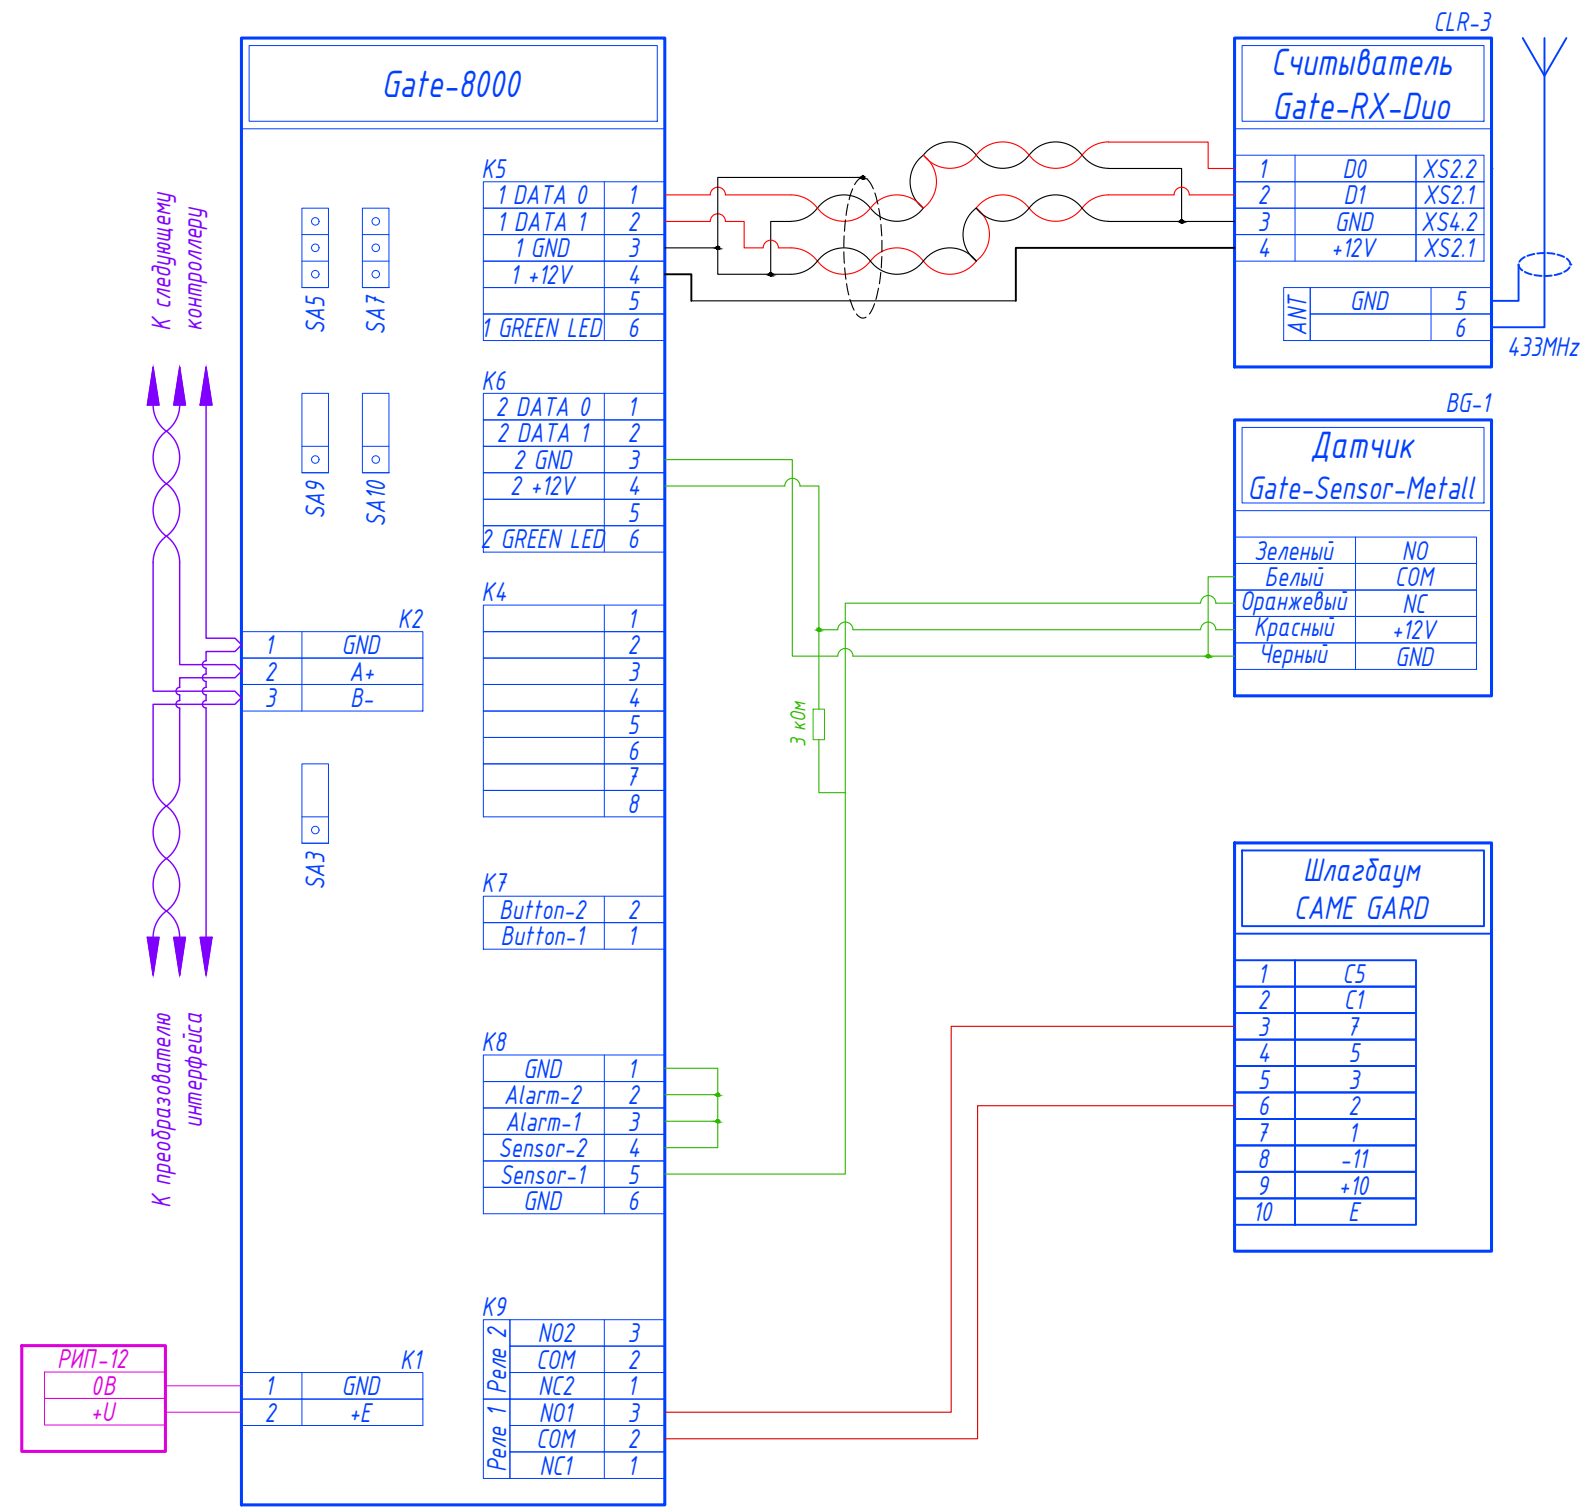 Gate-8000
К следующему
контроллеру
SA5
SA7
SA9
SA10
K2
1 GND
2 A+
3 B-
SA3
К преобразователю
интерфейса
РИП-12
0В
+U
K1
1 GND
2 +E
K5
1 DATA 0 1
1 DATA 1 2
1 GND 3
1 +12V 4
5
1 GREEN LED 6
K6
2 DATA 0 1
2 DATA 1 2
2 GND 3
2 +12V 4
5
2 GREEN LED 6
K4
1
2
3
4
5
6
7
8
K7
Button-2 2
Button-1 1
K8
GND 1
Alarm-2 2
Alarm-1 3
Sensor-2 4
Sensor-1 5
GND 6
K9
Реле 2
NO2 3
COM 2
NC2 1
Реле 1
NO1 3
COM 2
NC1 1
3 кОм
CLR-3
Считыватель
Gate-RX-Duo
1 D0 XS2.2
2 D1 XS2.1
3 GND XS4.2
4 +12V XS2.1
ANT
GND 5
6
433MHz
BG-1
Датчик
Gate-Sensor-Metall
Зеленый NO
Белый COM
Оранжевый NC
Красный +12V
Черный GND
Шлагбаум
CAME GARD
1 C5
2 C1
3 7
4 5
5 3
6 2
7 1
8 -11
9 +10
10 E